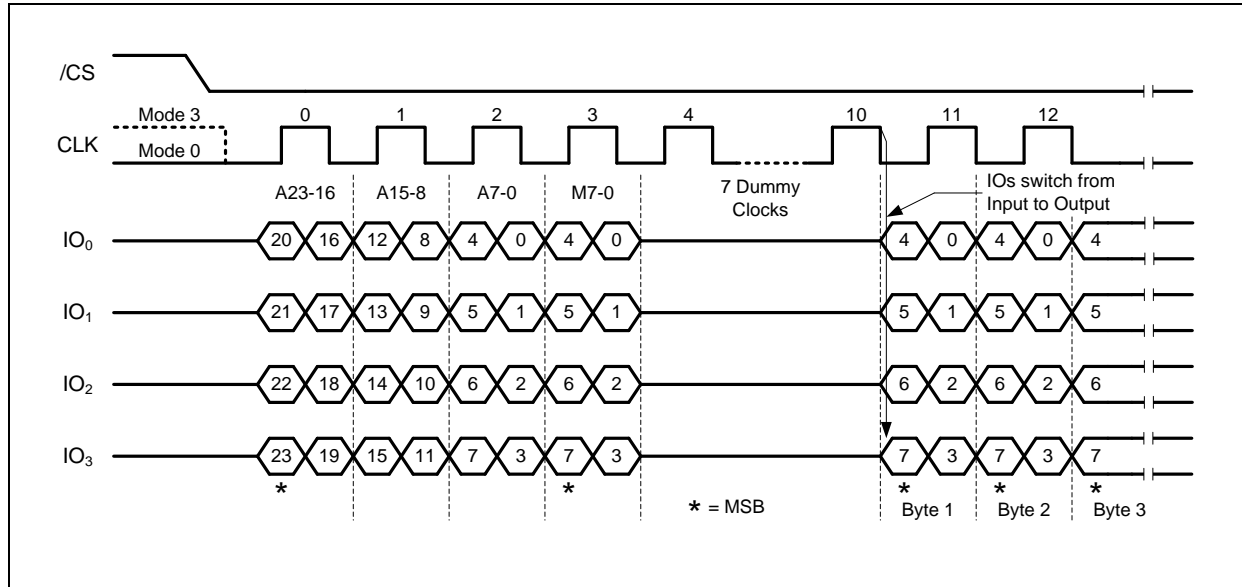 /CS
Mode 3
CLK
Mode 0
0 1 2 3 4 10 11 12
A23-16 A15-8 A7-0 M7-0
7 Dummy
Clocks
IOs switch from
Input to Output
IO₀ 20 16 12 8 4 0 4 0 4 0 4 0 4
IO₁ 21 17 13 9 5 1 5 1 5 1 5 1 5
IO₂ 22 18 14 10 6 2 6 2 6 2 6 2 6
IO₃ 23 19 15 11 7 3 7 3 7 3 7 3 7
* * * * *
* = MSB
Byte 1 Byte 2 Byte 3